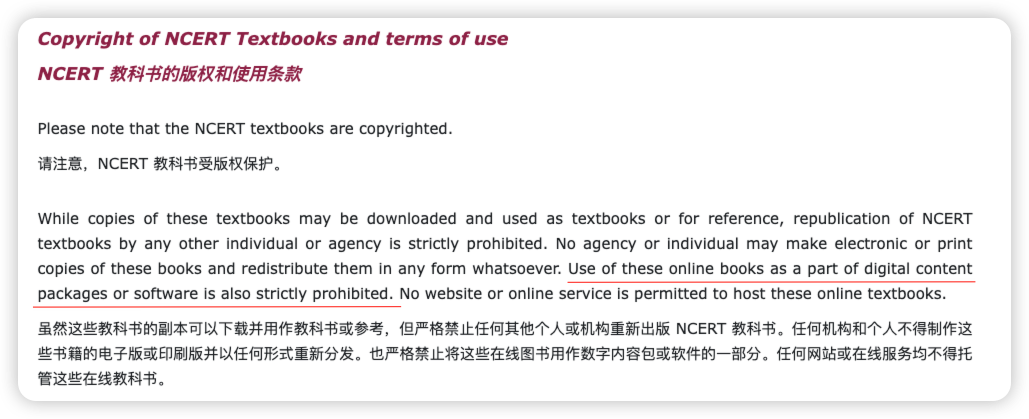 Copyright of NCERT Textbooks and terms of use
NCERT 教科书的版权和使用条款
Please note that the NCERT textbooks are copyrighted.
请注意，NCERT 教科书受版权保护。
While copies of these textbooks may be downloaded and used as textbooks or for reference, republication of NCERT
textbooks by any other individual or agency is strictly prohibited. No agency or individual may make electronic or print
copies of these books and redistribute them in any form whatsoever. Use of these online books as a part of digital content
packages or software is also strictly prohibited. No website or online service is permitted to host these online textbooks.
虽然这些教科书的副本可以下载并用作教科书或参考，但严格禁止任何其他个人或机构重新出版 NCERT 教科书。任何机构和个人不得制作这
些书籍的电子版或印刷版并以任何形式重新分发。也严格禁止将这些在线图书用作数字内容包或软件的一部分。任何网站或在线服务均不得托
管这些在线教科书。